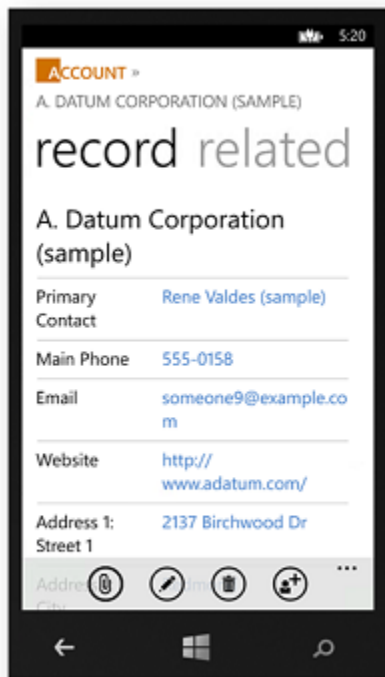 5:20
ACCOUNT »
A. DATUM CORPORATION (SAMPLE)
record related
A. Datum Corporation
(sample)
Primary Contact
Rene Valdes (sample)
Main Phone
555-0158
Email
someone9@example.co
m
Website
http://
www.adatum.com/
Address 1:
Street 1
2137 Birchwood Dr
...
City